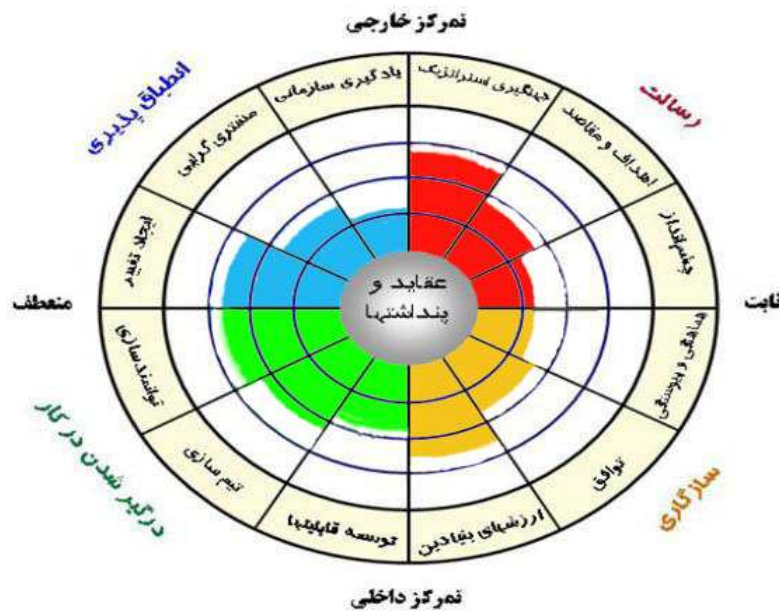 تمرکز خارجی
انطباق پذیری
رسالت
یادگیری سازمانی
جهتگیری استراتژیک
مشتری گرایی
اهداف و مقاصد
ایجاد تغییر
چشم‌انداز
منعطف
عقاید و
پنداشتها
ثابت
توانمندسازی
هماهنگی و پیوستگی
تیم سازی
توافق
توسعه قابلیتها
ارزشهای بنیادین
درگیر شدن در کار
سازگاری
تمرکز داخلی